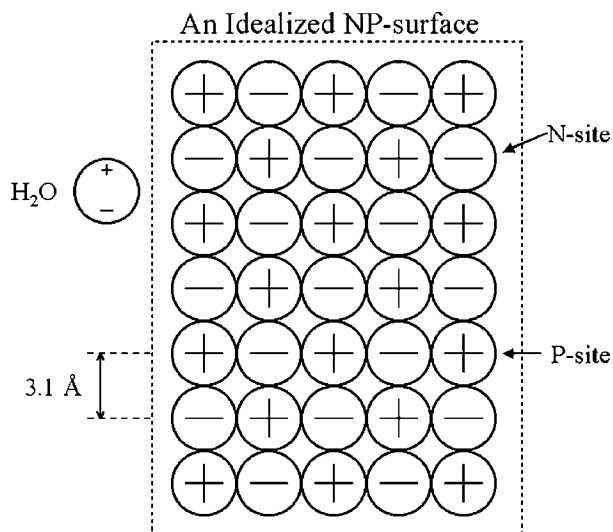 An Idealized NP-surface
+ − + − +
− + − + −
N-site
H₂O
+
−
+ − + − +
− + − + −
+ − + − +
P-site
3.1 Å
− + − + −
+ − + − +